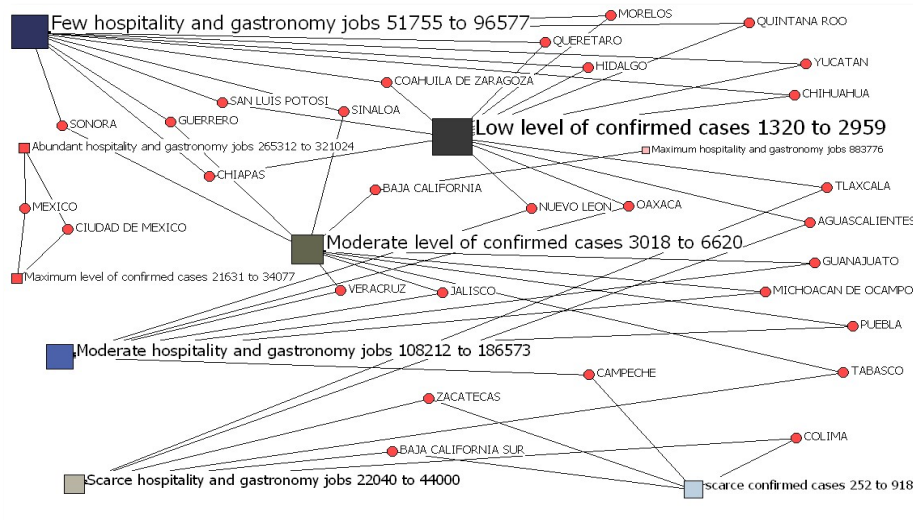 MORELOS
Few hospitality and gastronomy jobs 51755 to 96577
QUINTANA ROO
QUERETARO
YUCATAN
HIDALGO
COAHUILA DE ZARAGOZA
CHIHUAHUA
SAN LUIS POTOSI
SINALOA
GUERRERO
SONORA
Low level of confirmed cases 1320 to 2959
Abundant hospitality and gastronomy jobs 265312 to 321024
Maximum hospitality and gastronomy jobs 883776
CHIAPAS
BAJA CALIFORNIA
TLAXCALA
MEXICO
NUEVO LEON
OAXACA
AGUASCALIENTES
CIUDAD DE MEXICO
Moderate level of confirmed cases 3018 to 6620
GUANAJUATO
Maximum level of confirmed cases 21631 to 34077
VERACRUZ
JALISCO
MICHOACAN DE OCAMPO
PUEBLA
Moderate hospitality and gastronomy jobs 108212 to 186573
TABASCO
CAMPECHE
ZACATECAS
COLIMA
BAJA CALIFORNIA SUR
Scarce hospitality and gastronomy jobs 22040 to 44000
scarce confirmed cases 252 to 918